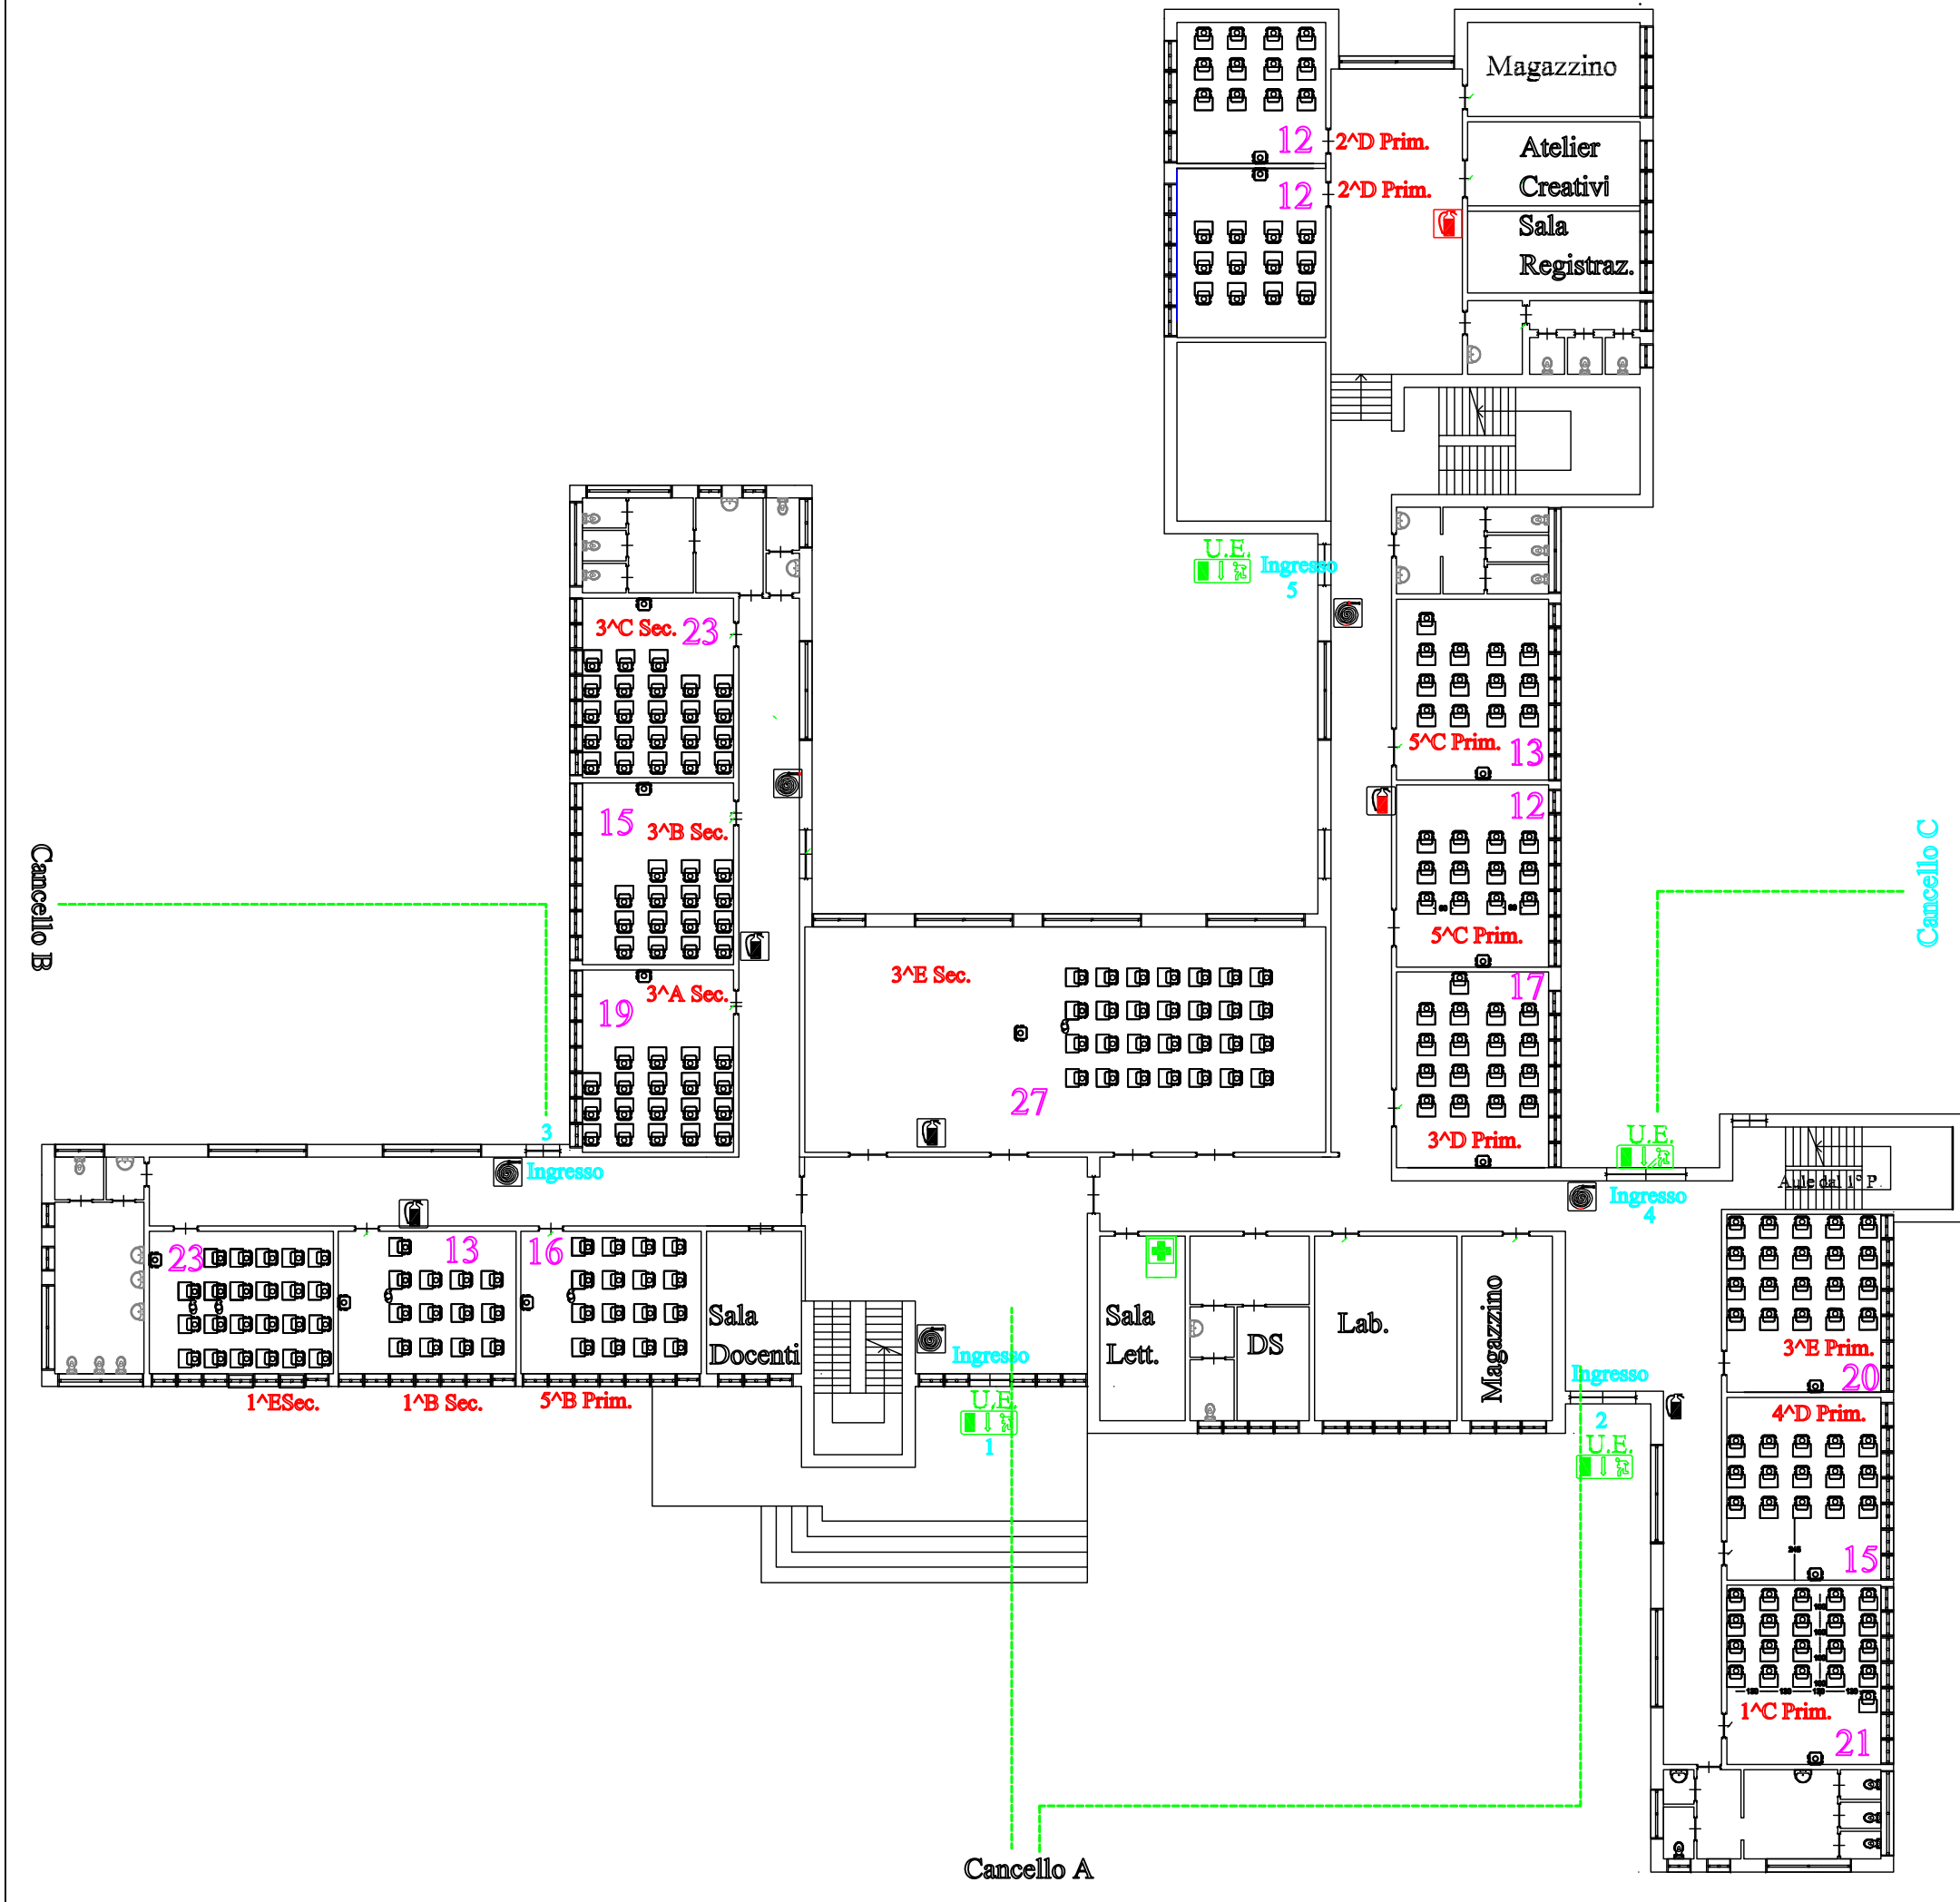 Magazzino
12
2^D Prim.
Atelier
Creativi
12
2^D Prim.
Sala
Registraz.
U.E.
Ingresso
5
3^C Sec.
23
5^C Prim.
13
15
3^B Sec.
12
5^C Prim.
Cancello B
Cancello C
3^A Sec.
19
3^E Sec.
27
17
3^D Prim.
3
Ingresso
U.E.
Ingresso
4
Aule dal 1° P.
23
13
16
Sala
Docenti
1^ESec.
1^B Sec.
5^B Prim.
Ingresso
U.E.
1
Sala
Lett.
DS
Lab.
Magazzino
Ingresso
2
U.E.
3^E Prim.
20
4^D Prim.
245
15
1^C Prim.
21
Cancello A